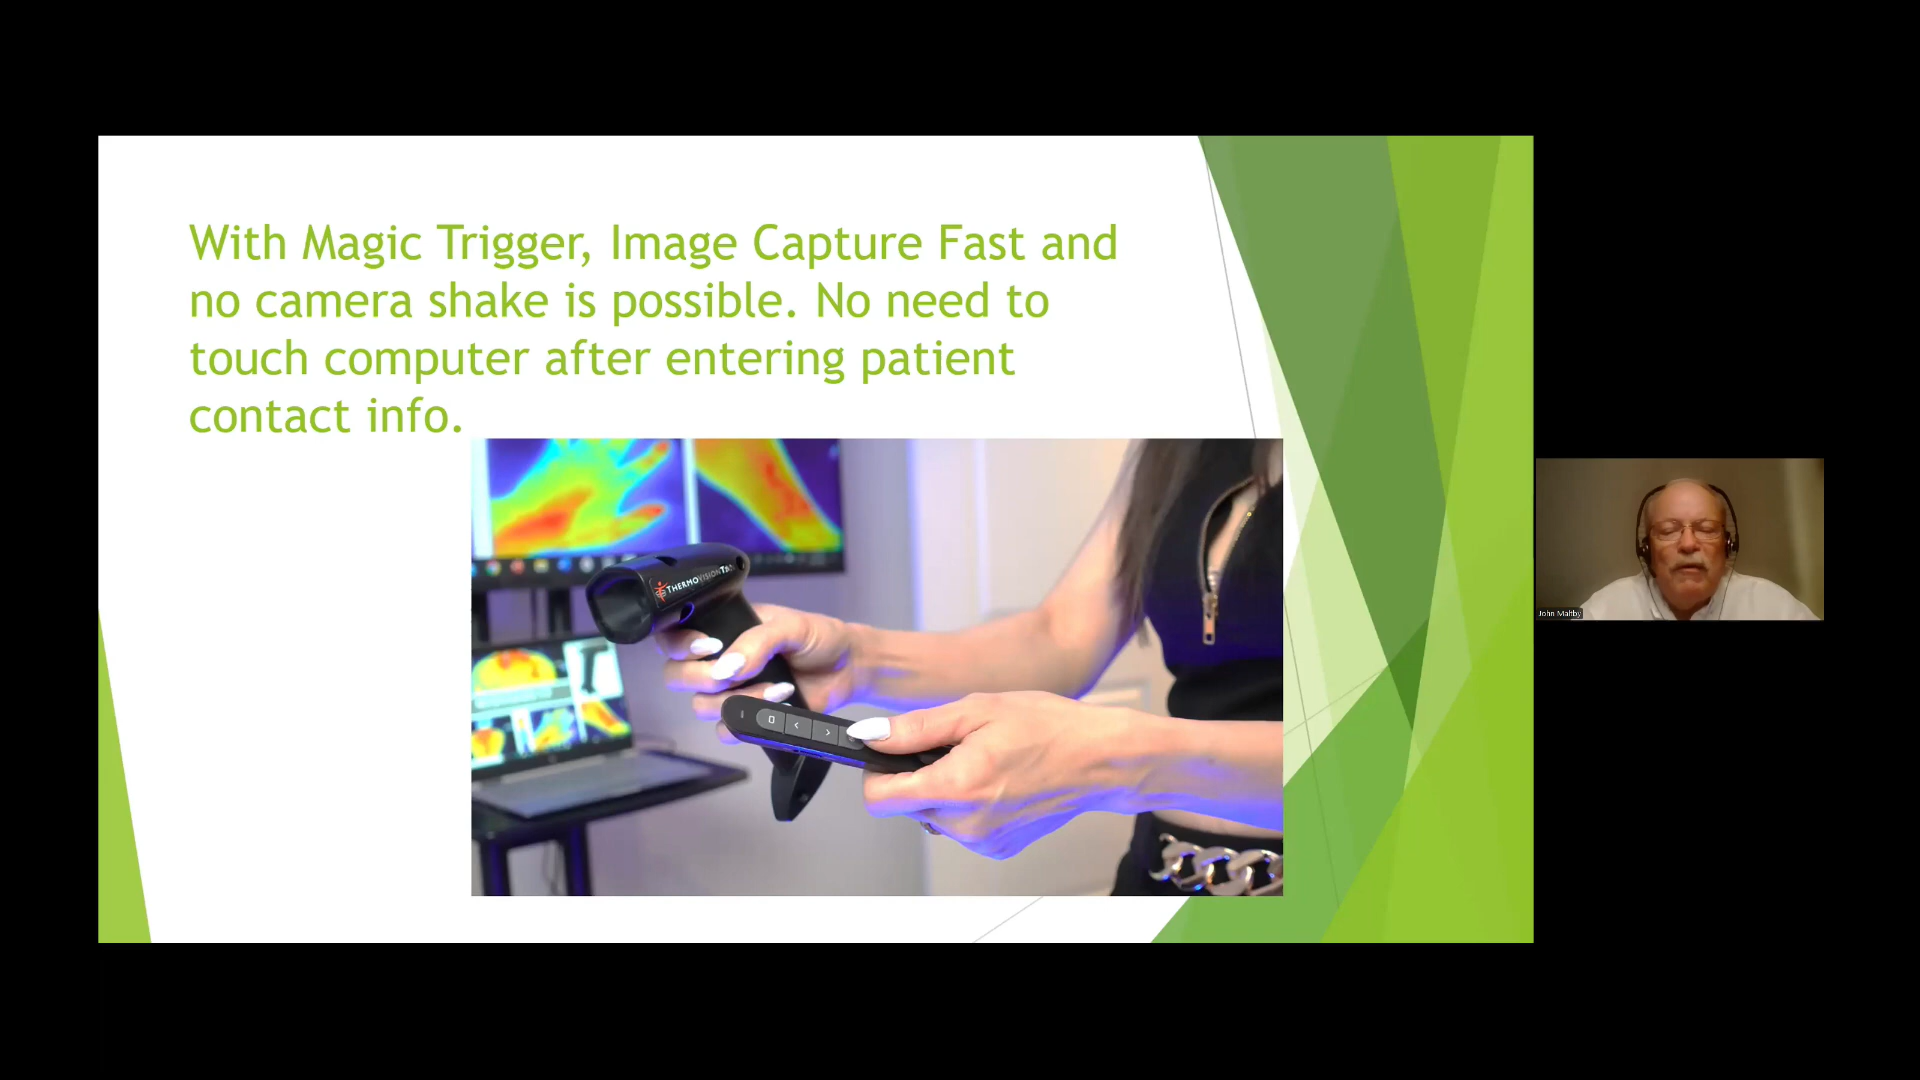 With Magic Trigger, Image Capture Fast and
no camera shake is possible. No need to
touch computer after entering patient
contact info.
John Maltby